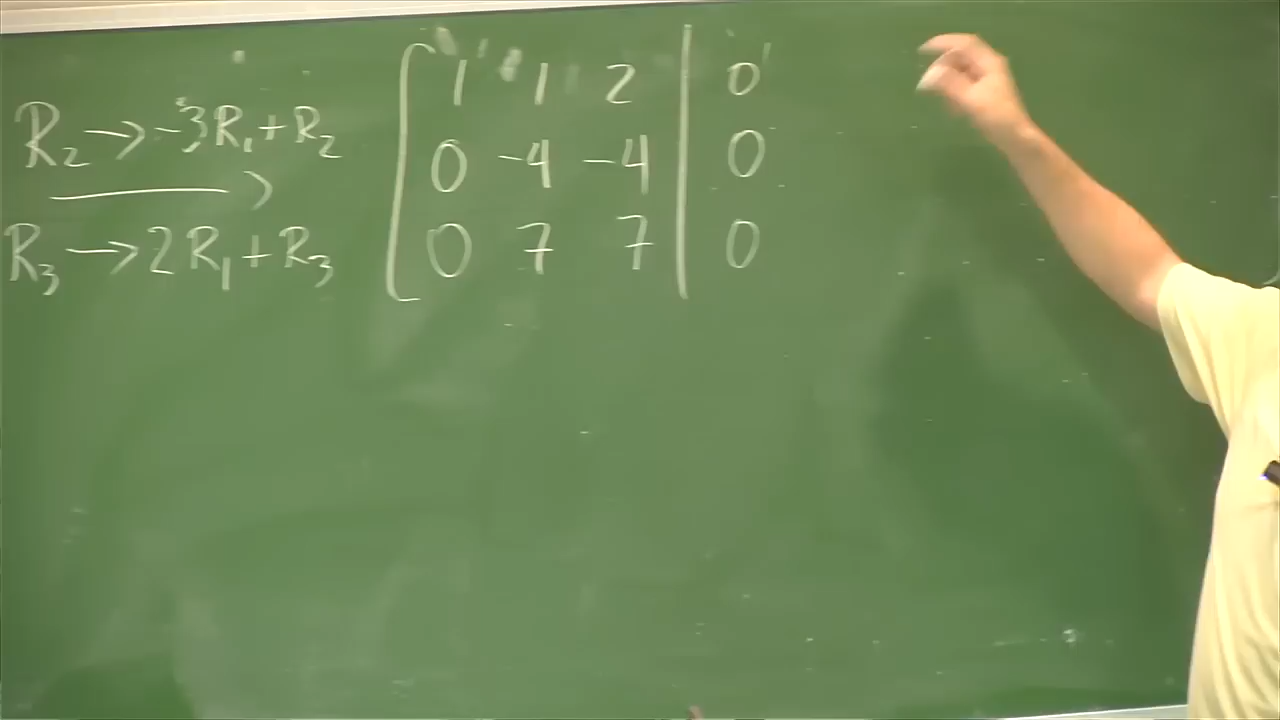 R₂ → -3R₁ + R₂
R₃ → 2R₁ + R₃
1 1 2 | 0
0 -4 -4 | 0
0 7 7 | 0